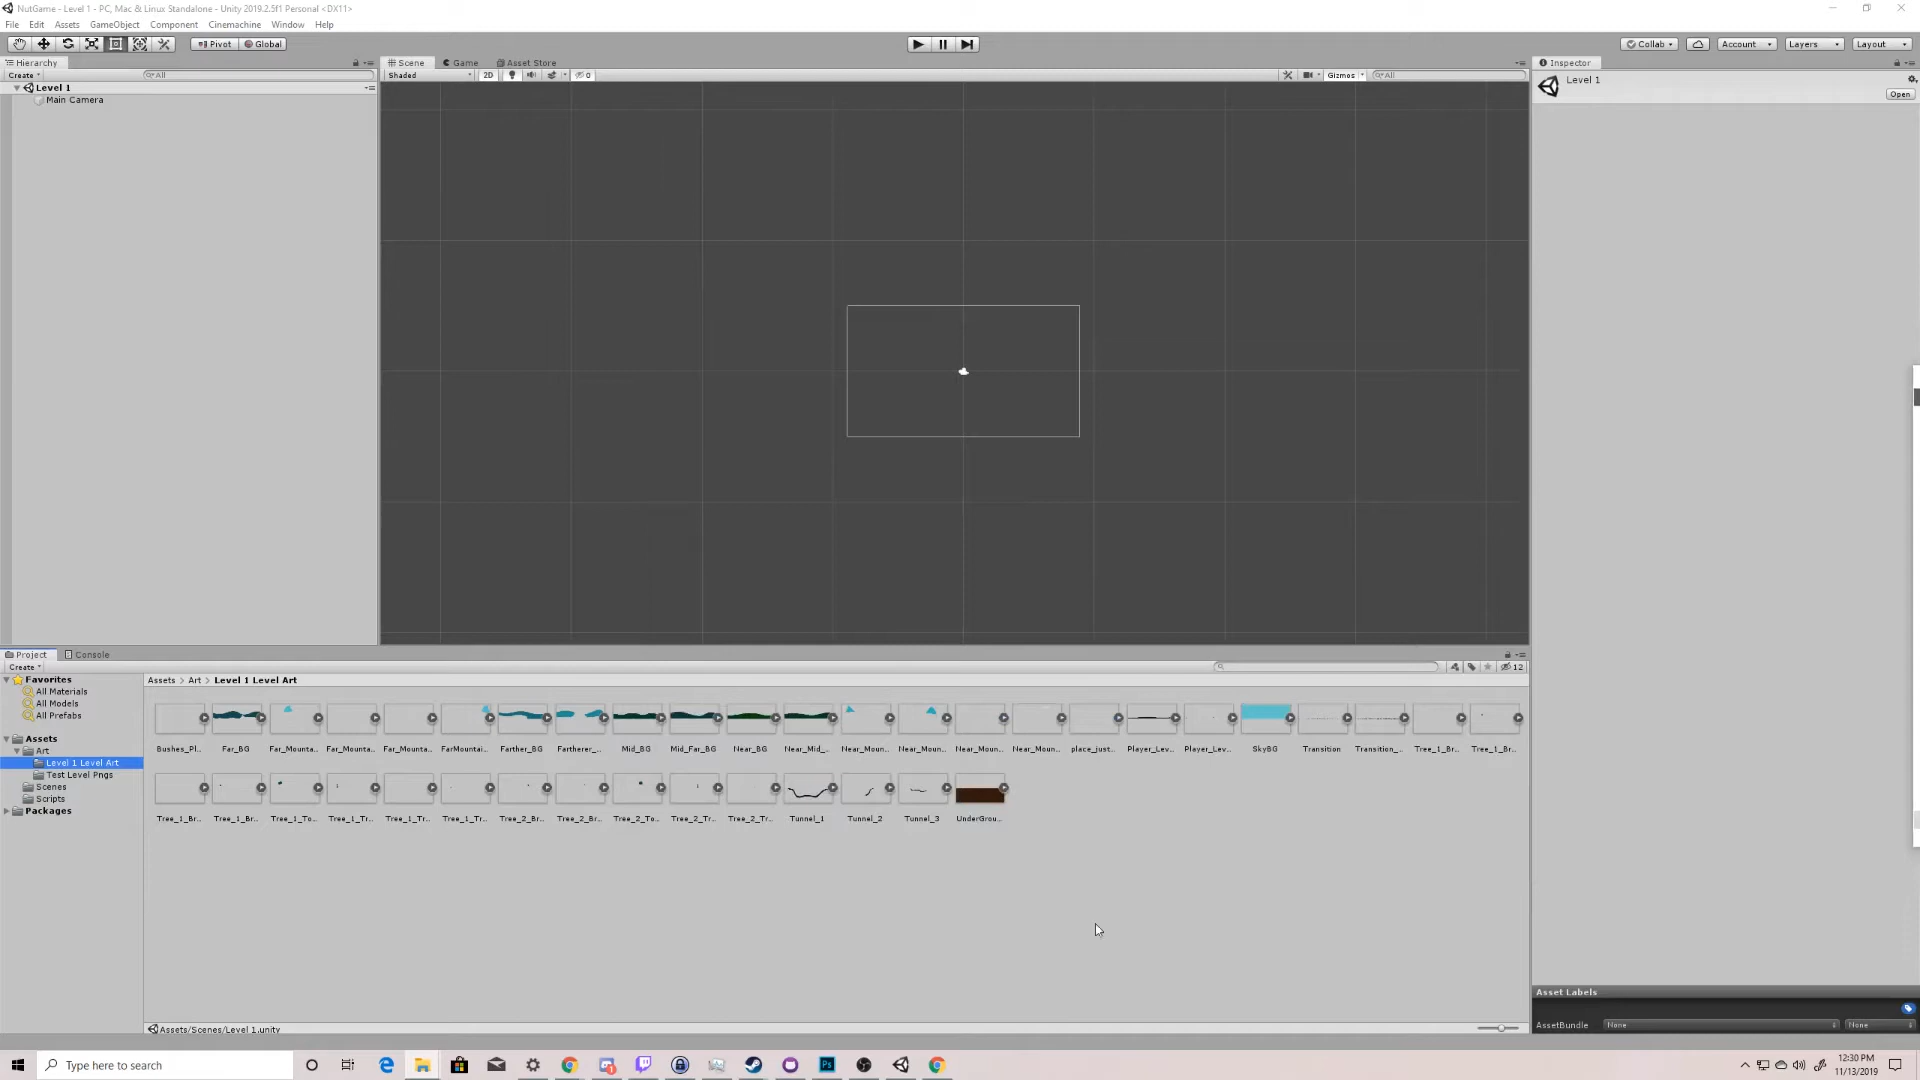 NutGame - Level 1 - PC, Mac & Linux Standalone - Unity 2019.2.5f1 Personal <DX11>
File Edit Assets GameObject Component Cinemachine Window Help
Pivot Global Collab Account Layers Layout
Hierarchy Scene Game Asset Store Inspector
Create All Shaded 2D 0 Gizmos All
Level 1
Main Camera
Level 1
Open
Project Console
Create 12
Favorites
All Materials
All Models
All Prefabs
Assets
Art
Level 1 Level Art
Test Level Pngs
Scenes
Scripts
Packages
Assets > Art > Level 1 Level Art
Bushes_Pl... Far_BG Far_Mounta... Far_Mounta... Far_Mounta... FarMountai... Farther_BG Fartherer_... Mid_BG Mid_Far_BG Near_BG Near_Mid_... Near_Moun... Near_Moun... Near_Moun... Near_Moun... place_just... Player_Lev... Player_Lev... SkyBG Transition Transition_... Tree_1_Br... Tree_1_Br...
Tree_1_Br... Tree_1_Br... Tree_1_To... Tree_1_Tr... Tree_1_Tr... Tree_1_Tr... Tree_2_Br... Tree_2_Br... Tree_2_To... Tree_2_Tr... Tree_2_Tr... Tunnel_1 Tunnel_2 Tunnel_3 UnderGrou...
Assets/Scenes/Level 1.unity
Asset Labels
AssetBundle None None
Type here to search
12:30 PM
11/13/2019